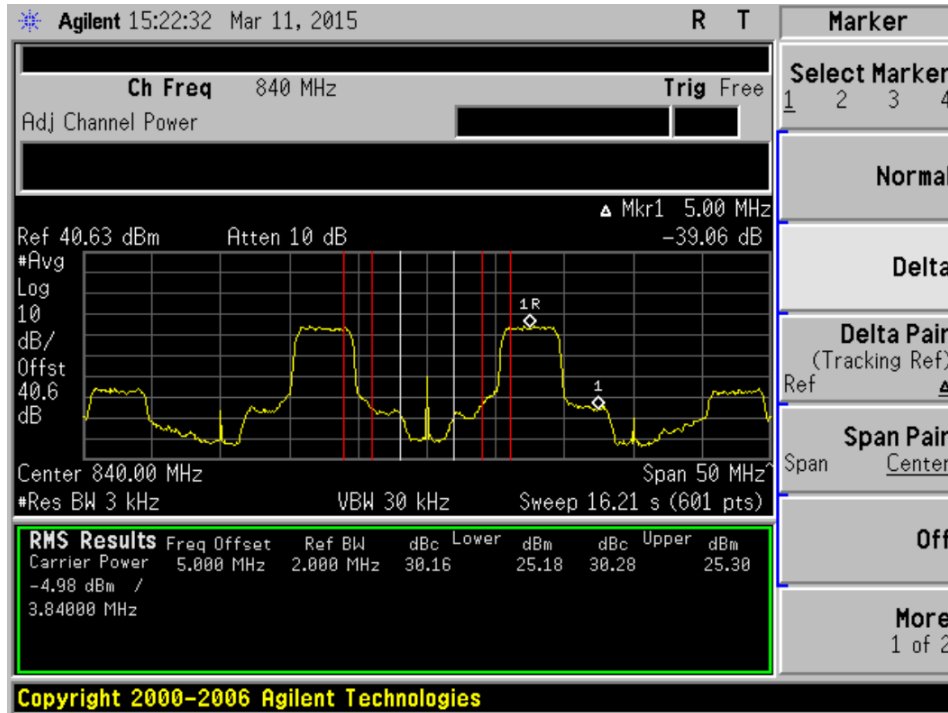 Agilent 15:22:32 Mar 11, 2015 R T
Marker
Ch Freq 840 MHz Trig Free
Adj Channel Power
Select Marker
1 2 3 4
Normal
Δ Mkr1 5.00 MHz
Ref 40.63 dBm Atten 10 dB -39.06 dB
#Avg
Log
10
dB/
Offst
40.6
dB
1R
1
Delta
Delta Pair
(Tracking Ref)
Ref Δ
Span Pair
Span Center
Center 840.00 MHz Span 50 MHz^
#Res BW 3 kHz VBW 30 kHz Sweep 16.21 s (601 pts)
Off
RMS Results Freq Offset Ref BW dBc Lower dBm dBc Upper dBm
Carrier Power 5.000 MHz 2.000 MHz 30.16 25.18 30.28 25.30
-4.98 dBm /
3.84000 MHz
More
1 of 2
Copyright 2000-2006 Agilent Technologies